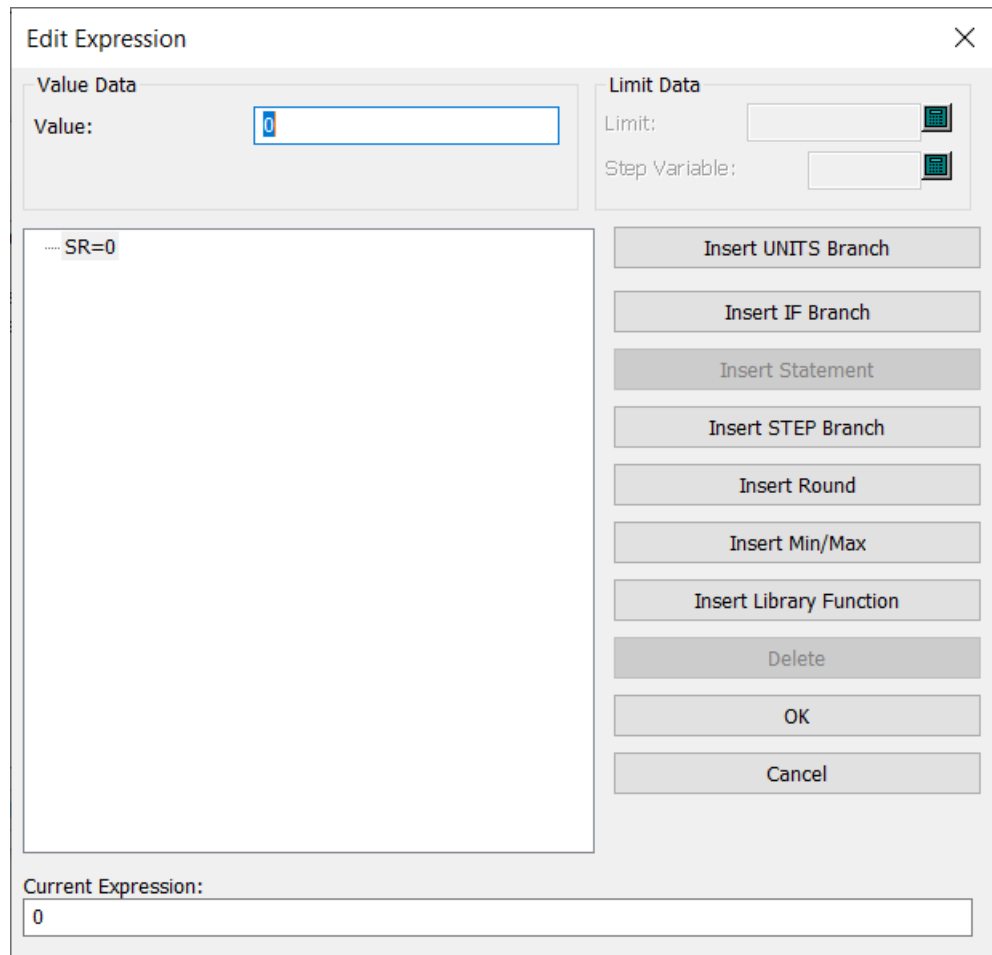 Edit Expression
Value Data
Value:
0
Limit Data
Limit:
Step Variable:
SR=0
Insert UNITS Branch
Insert IF Branch
Insert Statement
Insert STEP Branch
Insert Round
Insert Min/Max
Insert Library Function
Delete
OK
Cancel
Current Expression:
0